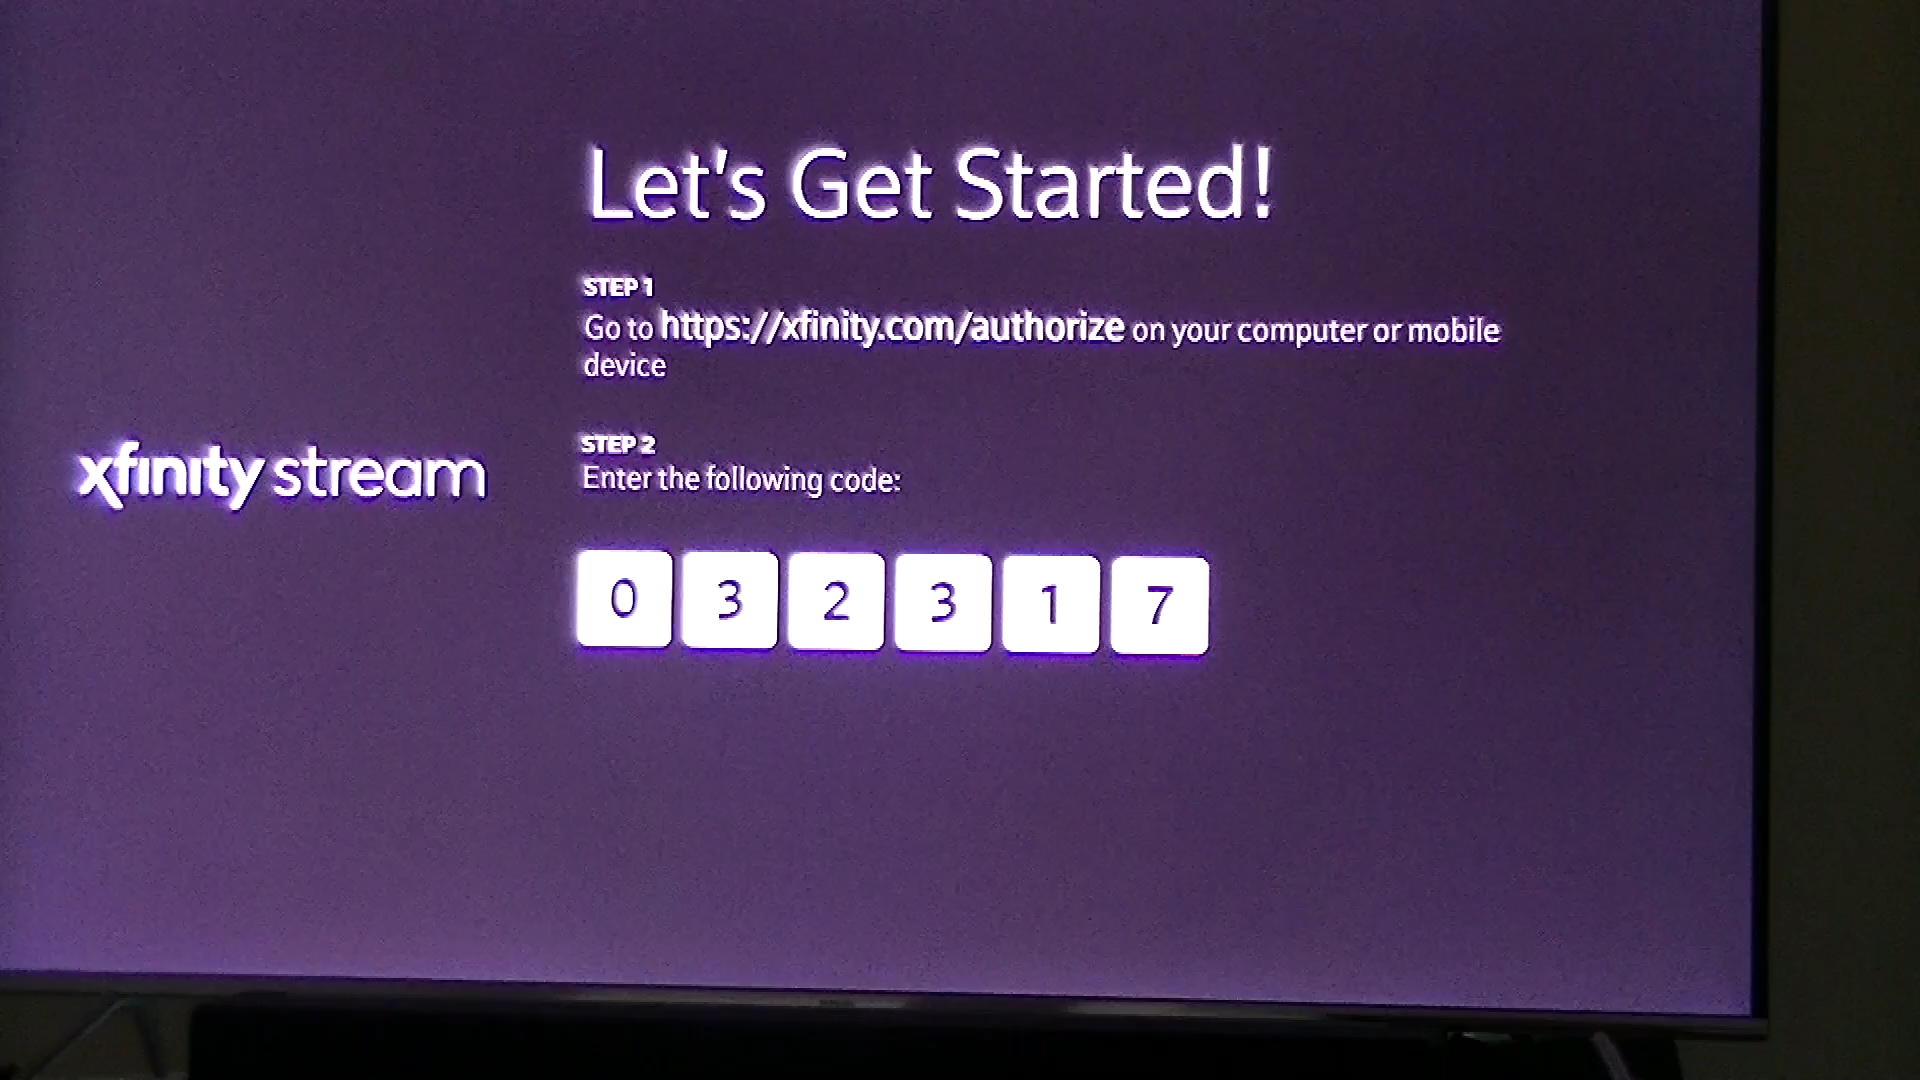 Let's Get Started!
STEP 1
Go to https://xfinity.com/authorize on your computer or mobile
device
xfinity stream
STEP 2
Enter the following code:
0 3 2 3 1 7